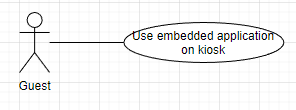 Use embedded application
on kiosk
Guest